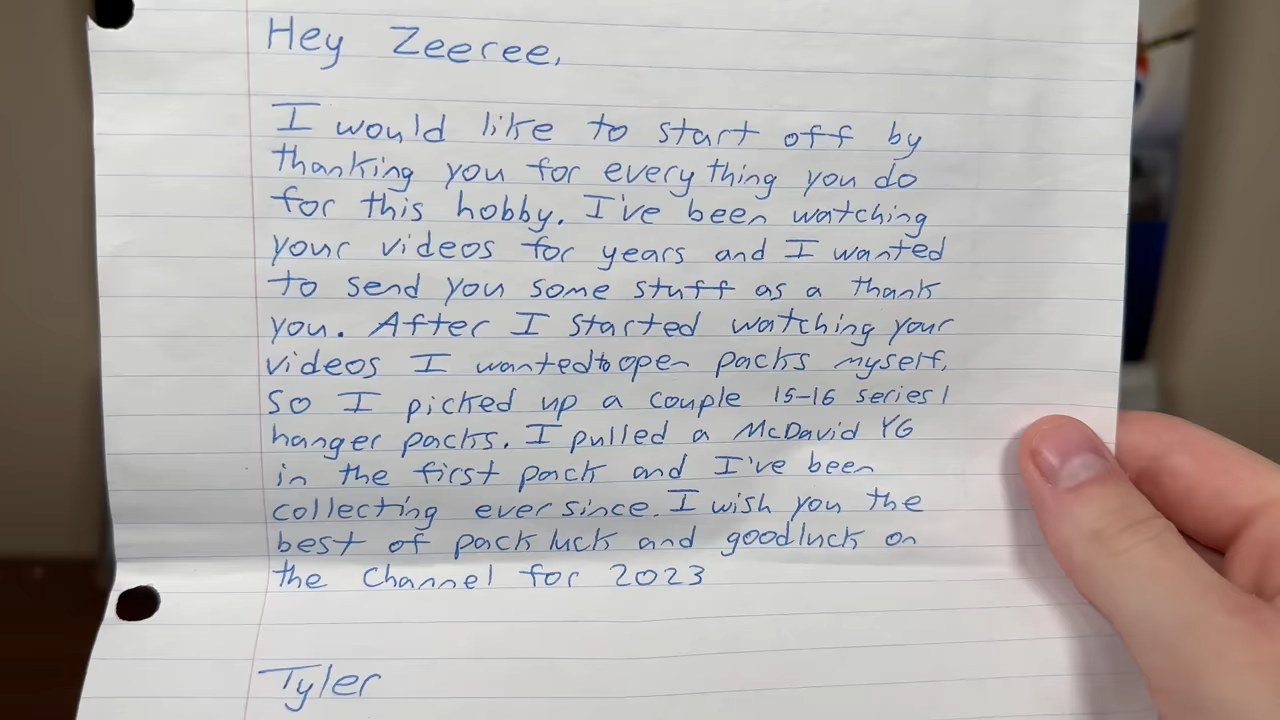 Hey Zeeree,
I would like to start off by
thanking you for everything you do
for this hobby. I've been watching
your videos for years and I wanted
to send you some stuff as a thank
you. After I started watching your
videos I wanted to open packs myself,
so I picked up a couple 15-16 series 1
hanger packs. I pulled a McDavid YG
in the first pack and I've been
collecting ever since. I wish you the
best of pack luck and goodluck on
the channel for 2023
Tyler